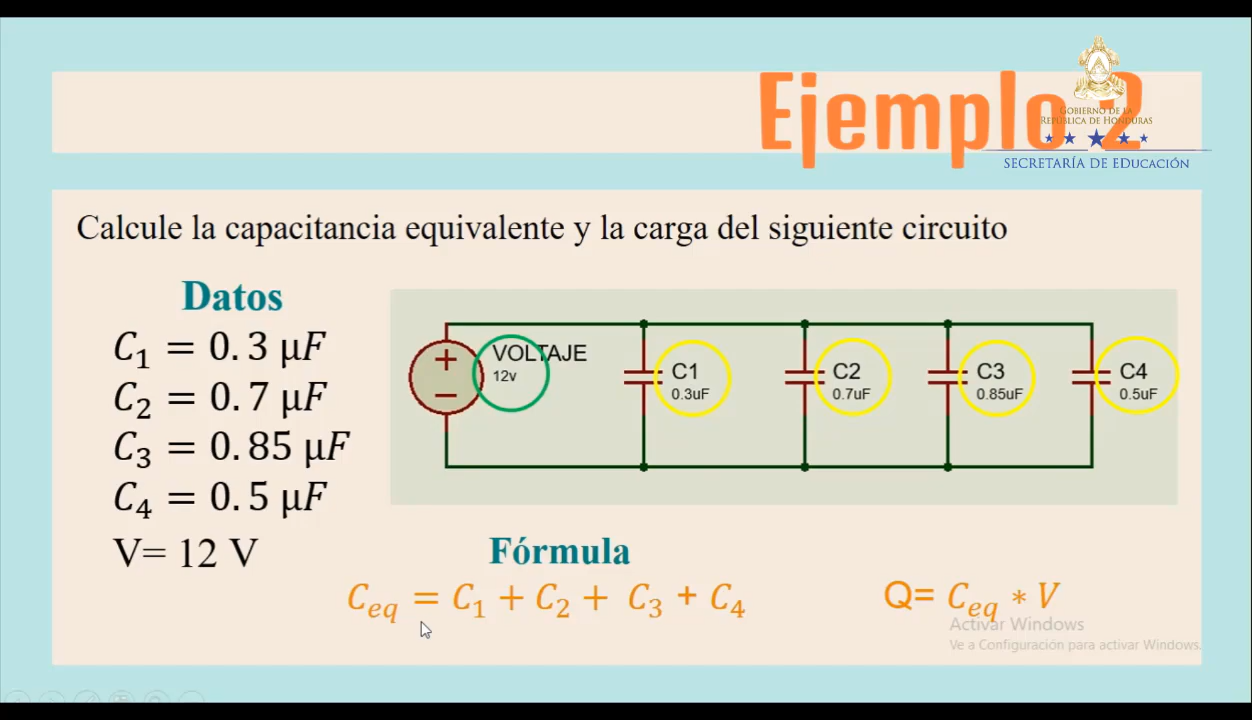 Ejemplo 2
GOBIERNO DE LA
REPÚBLICA DE HONDURAS
SECRETARÍA DE EDUCACIÓN
Calcule la capacitancia equivalente y la carga del siguiente circuito
Datos
C₁ = 0.3 µF
C₂ = 0.7 µF
C₃ = 0.85 µF
C₄ = 0.5 µF
V= 12 V
+
−
VOLTAJE
12v
C1
0.3uF
C2
0.7uF
C3
0.85uF
C4
0.5uF
Fórmula
C_eq = C₁ + C₂ + C₃ + C₄
Q= C_eq * V
Activar Windows
Ve a Configuración para activar Windows.